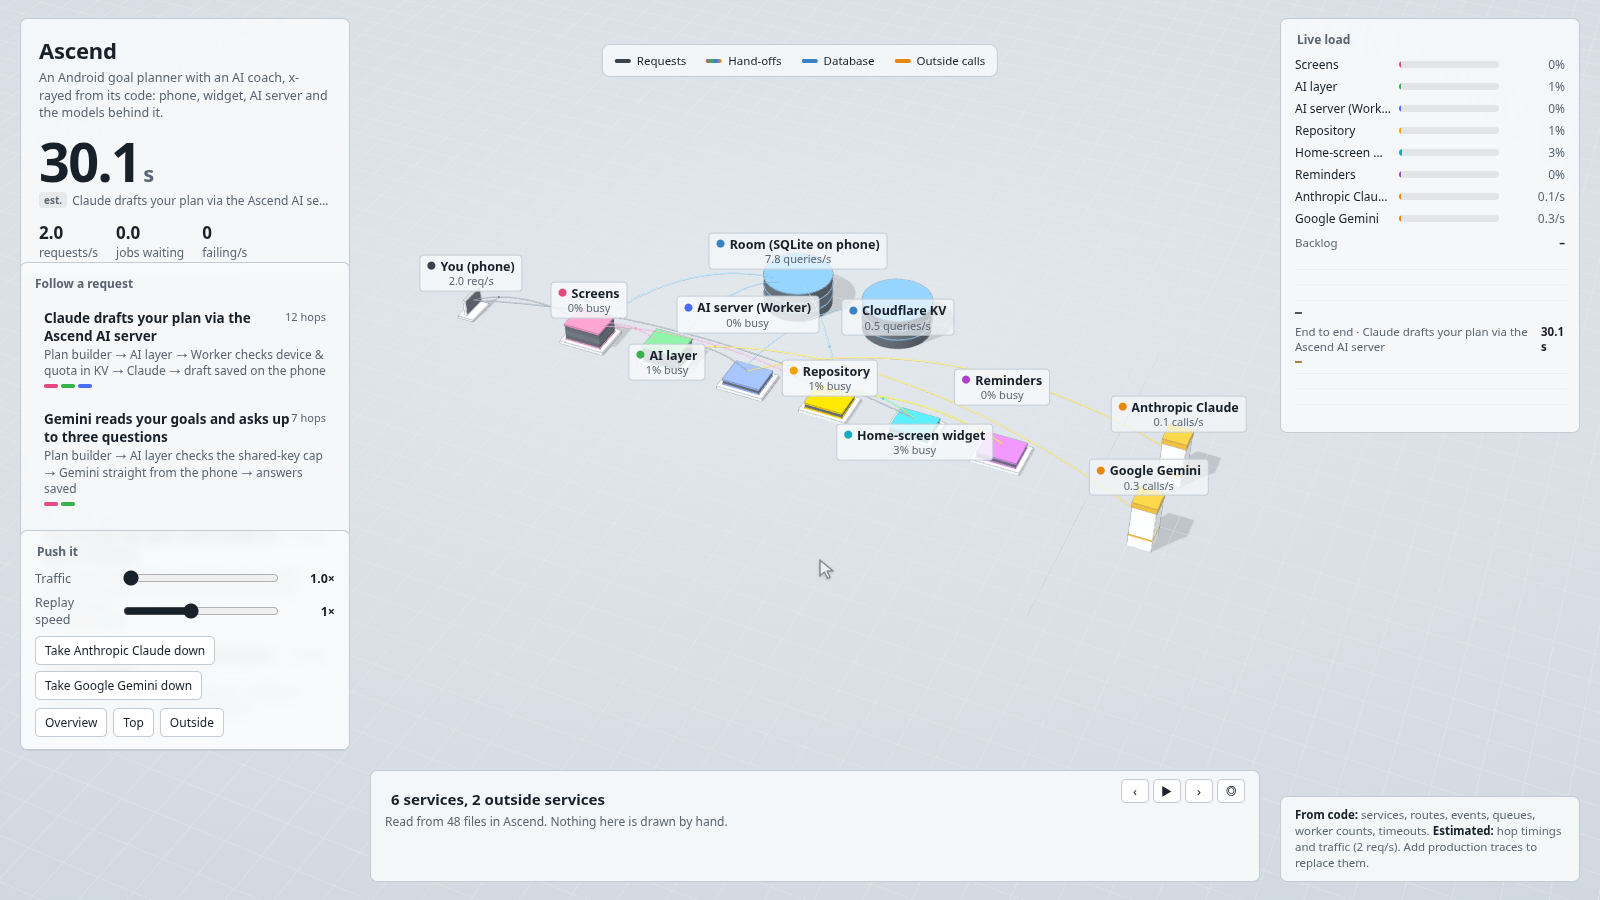 Ascend
An Android goal planner with an AI coach, x-
rayed from its code: phone, widget, AI server and
the models behind it.
30.1 s
est. Claude drafts your plan via the Ascend AI se...
2.0 0.0 0
requests/s jobs waiting failing/s
Follow a request
Claude drafts your plan via the 12 hops
Ascend AI server
Plan builder → AI layer → Worker checks device &
quota in KV → Claude → draft saved on the phone
Gemini reads your goals and asks up 7 hops
to three questions
Plan builder → AI layer checks the shared-key cap
→ Gemini straight from the phone → answers
saved
Push it
Traffic 1.0×
Replay
speed 1×
Take Anthropic Claude down
Take Google Gemini down
Overview Top Outside
Requests Hand-offs Database Outside calls
You (phone)
2.0 req/s
Screens
0% busy
Room (SQLite on phone)
7.8 queries/s
AI server (Worker)
0% busy
Cloudflare KV
0.5 queries/s
AI layer
1% busy
Repository
1% busy
Reminders
0% busy
Home-screen widget
3% busy
Anthropic Claude
0.1 calls/s
Google Gemini
0.3 calls/s
6 services, 2 outside services
Read from 48 files in Ascend. Nothing here is drawn by hand.
‹ ▶ › ◎
Live load
Screens 0%
AI layer 1%
AI server (Work... 0%
Repository 1%
Home-screen ... 3%
Reminders 0%
Anthropic Clau... 0.1/s
Google Gemini 0.3/s
Backlog –
–
End to end · Claude drafts your plan via the 30.1
Ascend AI server s
–
From code: services, routes, events, queues,
worker counts, timeouts. Estimated: hop timings
and traffic (2 req/s). Add production traces to
replace them.